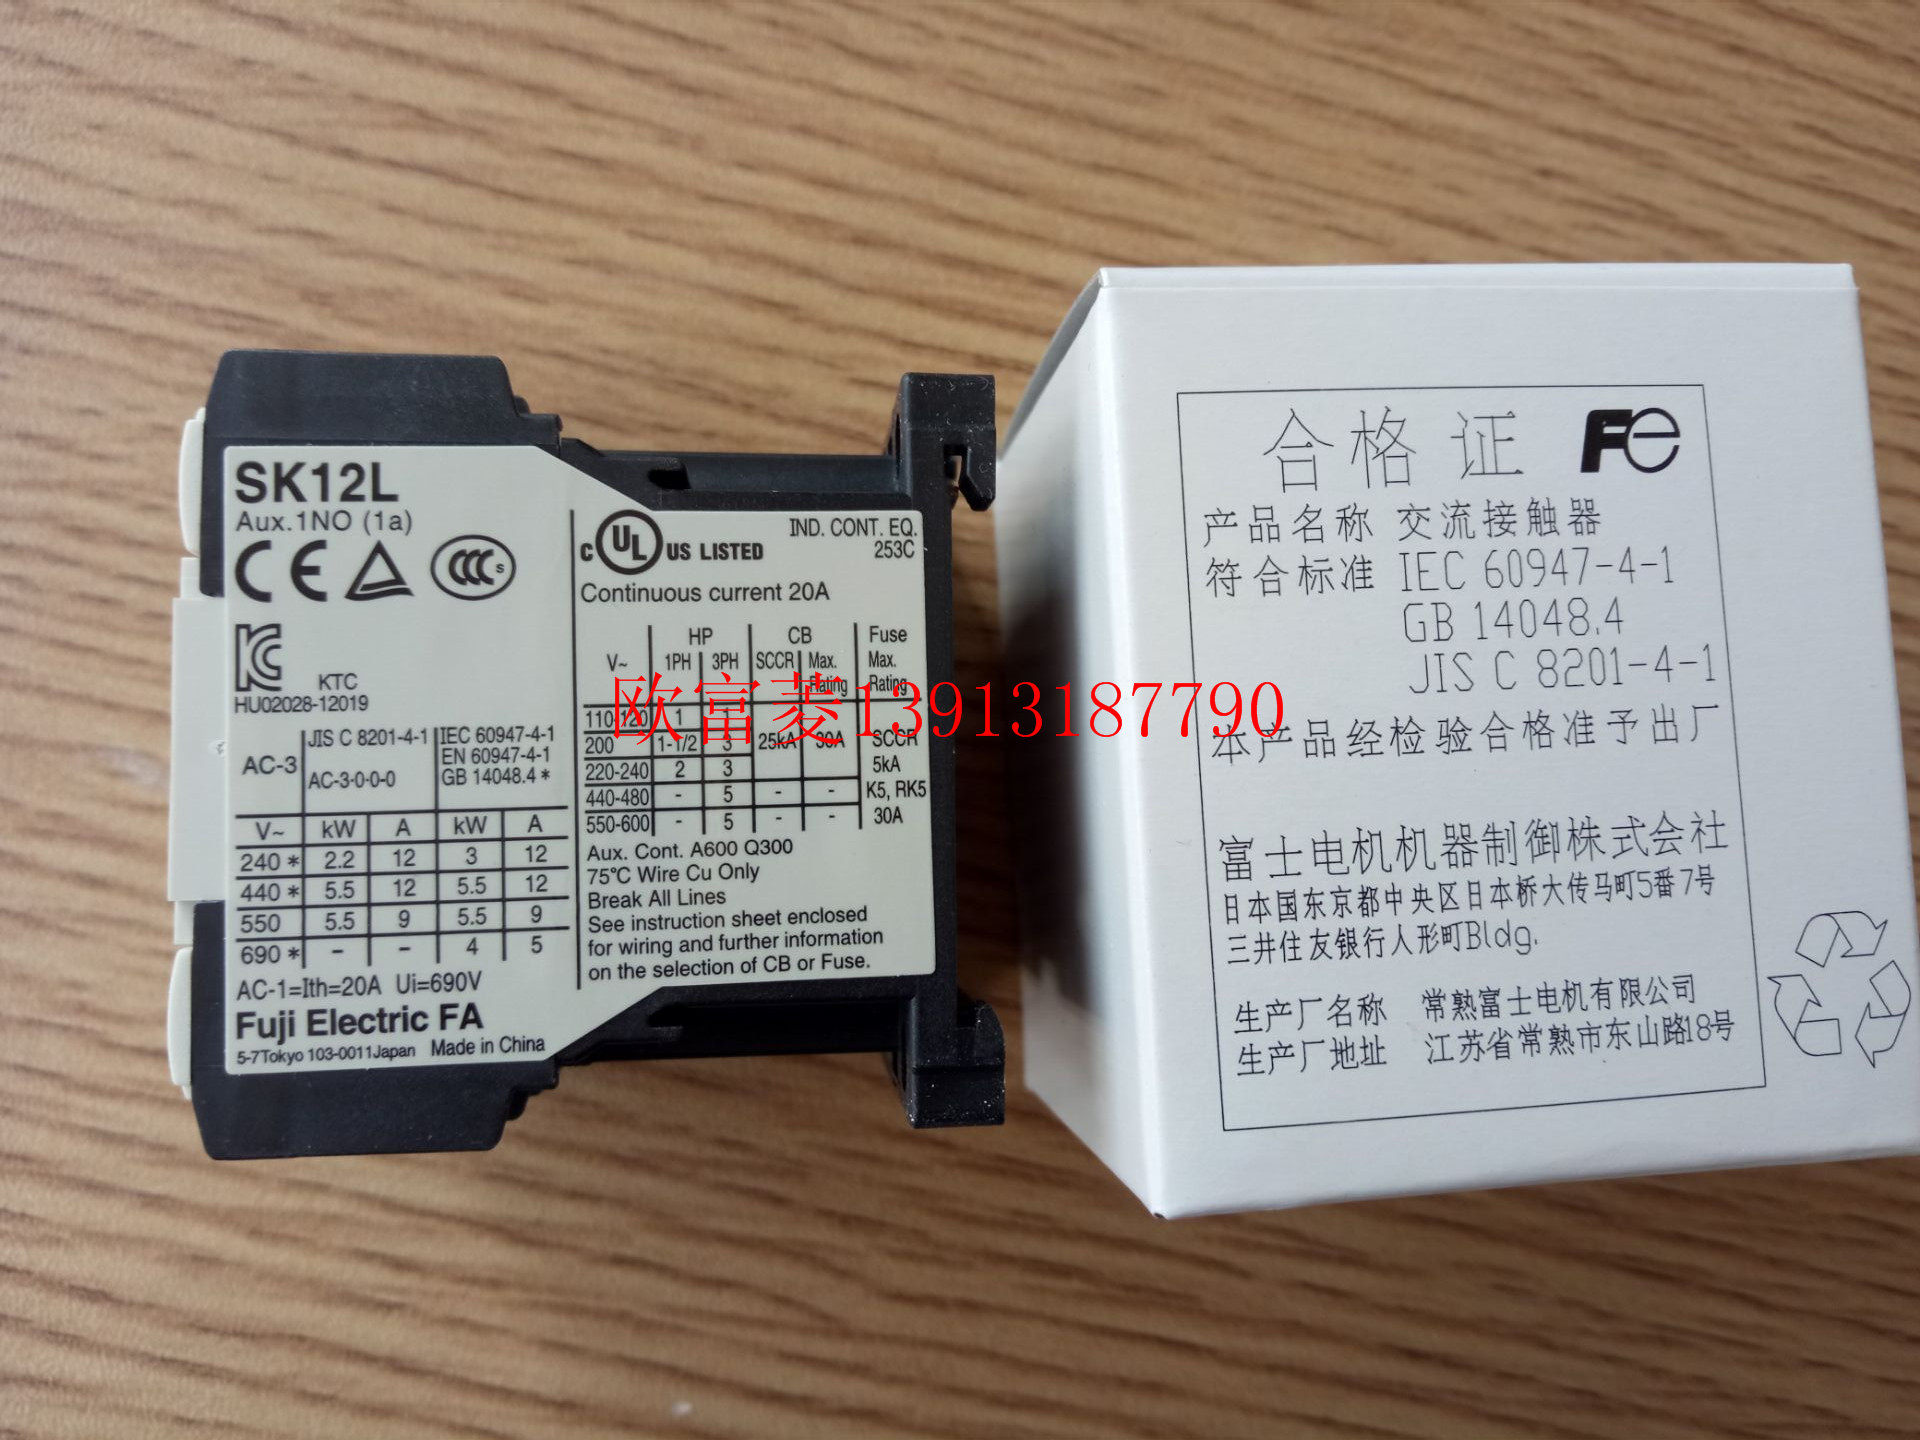 SK12L
Aux.1NO (1a)
CE CCC S
KC
KTC
HU02028-12019
AC-3 JIS C 8201-4-1 IEC 60947-4-1
EN 60947-4-1
AC-3-0-0-0 GB 14048.4 *
V~ kW A kW A
240 * 2.2 12 3 12
440 * 5.5 12 5.5 12
550 5.5 9 5.5 9
690 * - - 4 5
AC-1=Ith=20A Ui=690V
Fuji Electric FA
5-7Tokyo 103-0011Japan Made in China
C UL US LISTED IND. CONT. EQ.
253C
Continuous current 20A
HP CB Fuse
V~ 1PH 3PH SCCR Max. Rating Max. Rating
110-120 1 1
200 1-1/2 3 25kA 30A SCCR
220-240 2 3 5kA
440-480 - 5 - - K5, RK5
550-600 - 5 - - 30A
Aux. Cont. A600 Q300
75°C Wire Cu Only
Break All Lines
See instruction sheet enclosed
for wiring and further information
on the selection of CB or Fuse.
欧富菱13913187790
合格证 Fe
产品名称 交流接触器
符合标准 IEC 60947-4-1
GB 14048.4
JIS C 8201-4-1
本产品经检验合格准予出厂
富士电机机器制御株式会社
日本国东京都中央区日本桥大传马町5番7号
三井住友银行人形町Bldg.
生产厂名称 常熟富士电机有限公司
生产厂地址 江苏省常熟市东山路18号